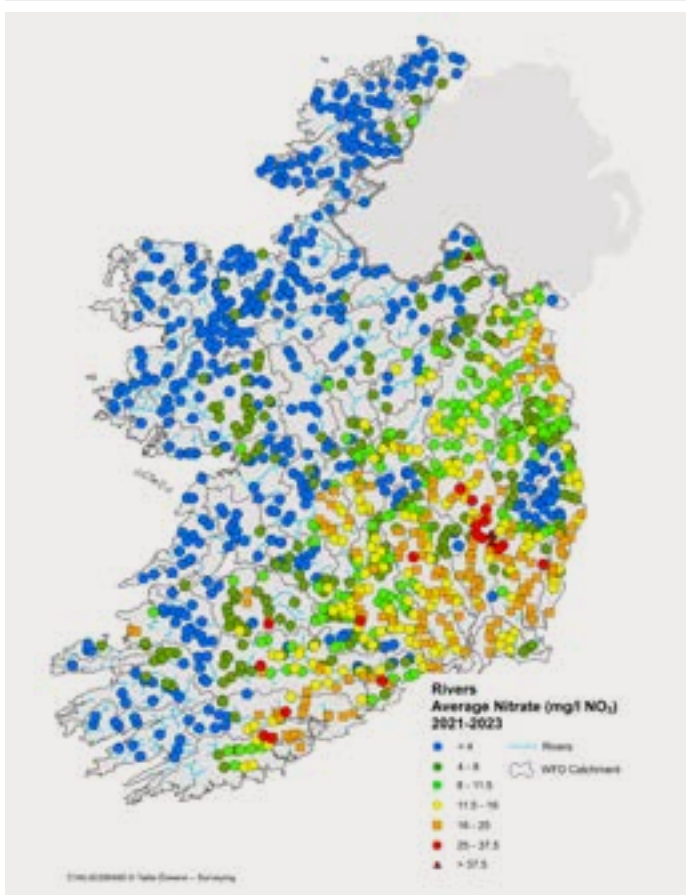 Rivers
Average Nitrate (mg/l NO₃)
2021-2023
< 4
Rivers
4 - 8
WFD Catchment
8 - 11.5
11.5 - 16
16 - 25
25 - 37.5
> 37.5